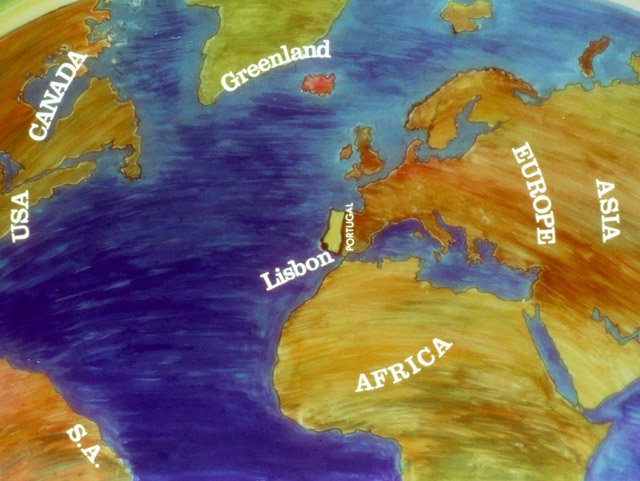 Greenland
CANADA
USA
EUROPE
ASIA
PORTUGAL
Lisbon
AFRICA
S.A.